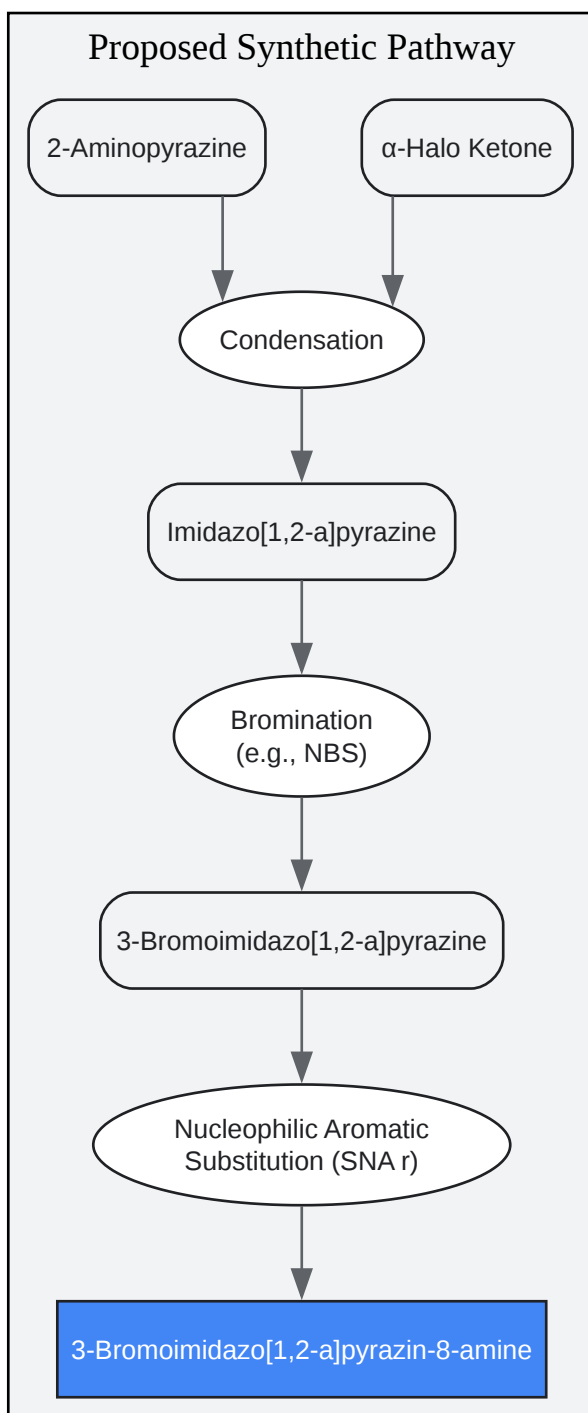 Proposed Synthetic Pathway
2-Aminopyrazine
α-Halo Ketone
Condensation
Imidazo[1,2-a]pyrazine
Bromination
(e.g., NBS)
3-Bromoimidazo[1,2-a]pyrazine
Nucleophilic Aromatic
Substitution (SNA r)
3-Bromoimidazo[1,2-a]pyrazin-8-amine